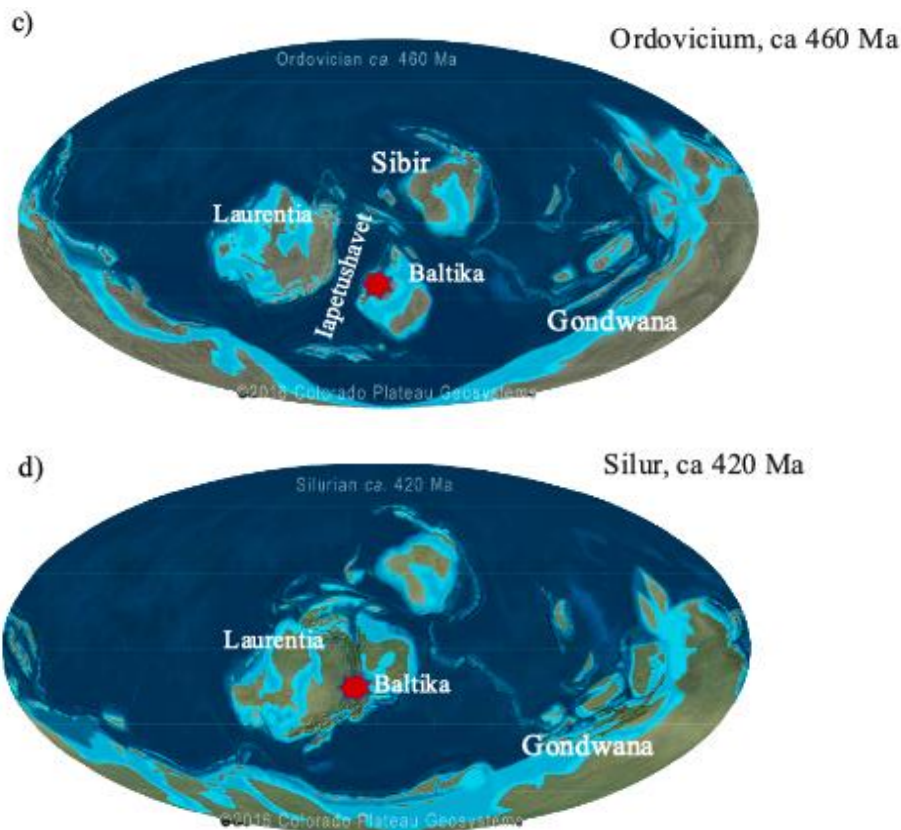 c)
Ordovicium, ca 460 Ma
Ordovician ca. 460 Ma
Sibir
Laurentia
Iapetushavet
Baltika
Gondwana
©2016 Colorado Plateau Geosystems
d)
Silur, ca 420 Ma
Silurian ca. 420 Ma
Laurentia
Baltika
Gondwana
©2016 Colorado Plateau Geosystems